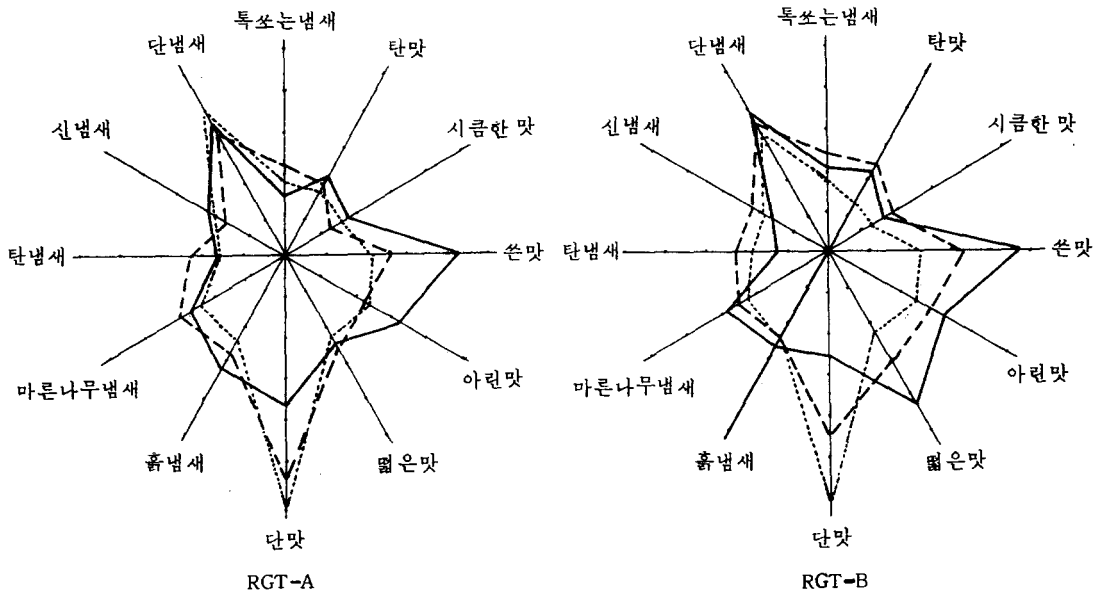 톡쏘는냄새
탄맛
시큼한 맛
쓴맛
아린맛
떫은맛
단맛
흙냄새
마른나무냄새
탄냄새
신냄새
단냄새
RGT-A
톡쏘는냄새
탄맛
시큼한 맛
쓴맛
아린맛
떫은맛
단맛
흙냄새
마른나무냄새
탄냄새
신냄새
단냄새
RGT-B